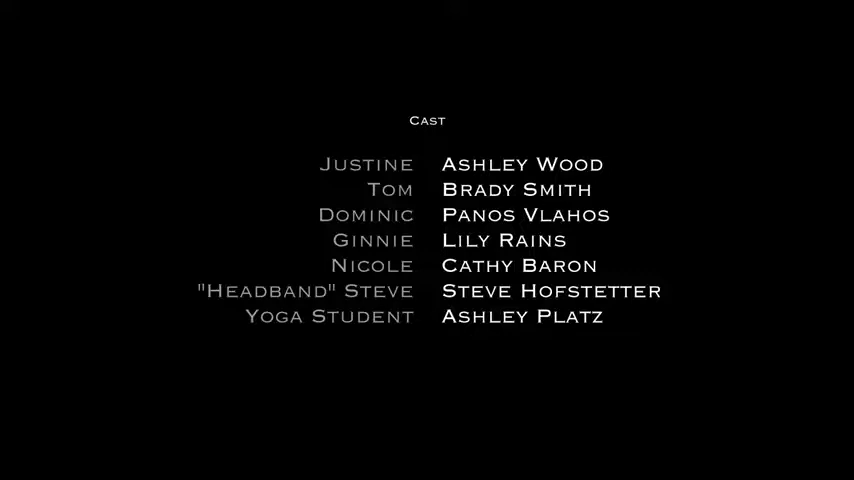 Cast
Justine Ashley Wood
Tom Brady Smith
Dominic Panos Vlahos
Ginnie Lily Rains
Nicole Cathy Baron
"Headband" Steve Steve Hofstetter
Yoga Student Ashley Platz